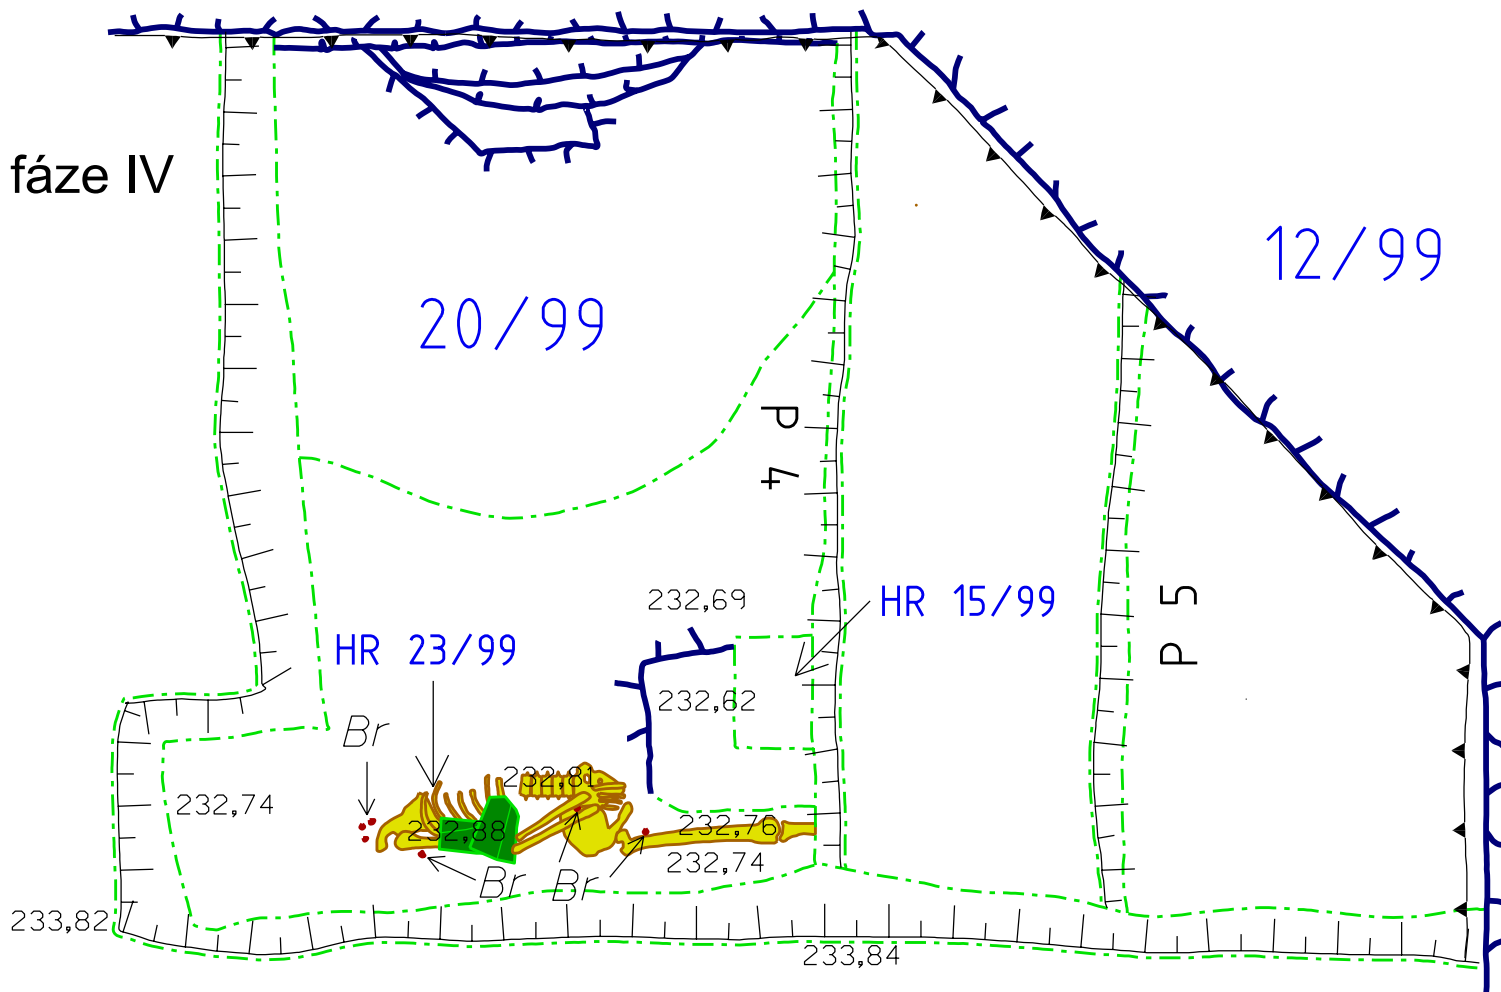 fáze IV
12/99
20/99
P 4
232,69
HR 15/99
P 5
HR 23/99
232,62
Br
232,81
232,74
232,88
232,76
232,74
Br
Br
233,82
233,84